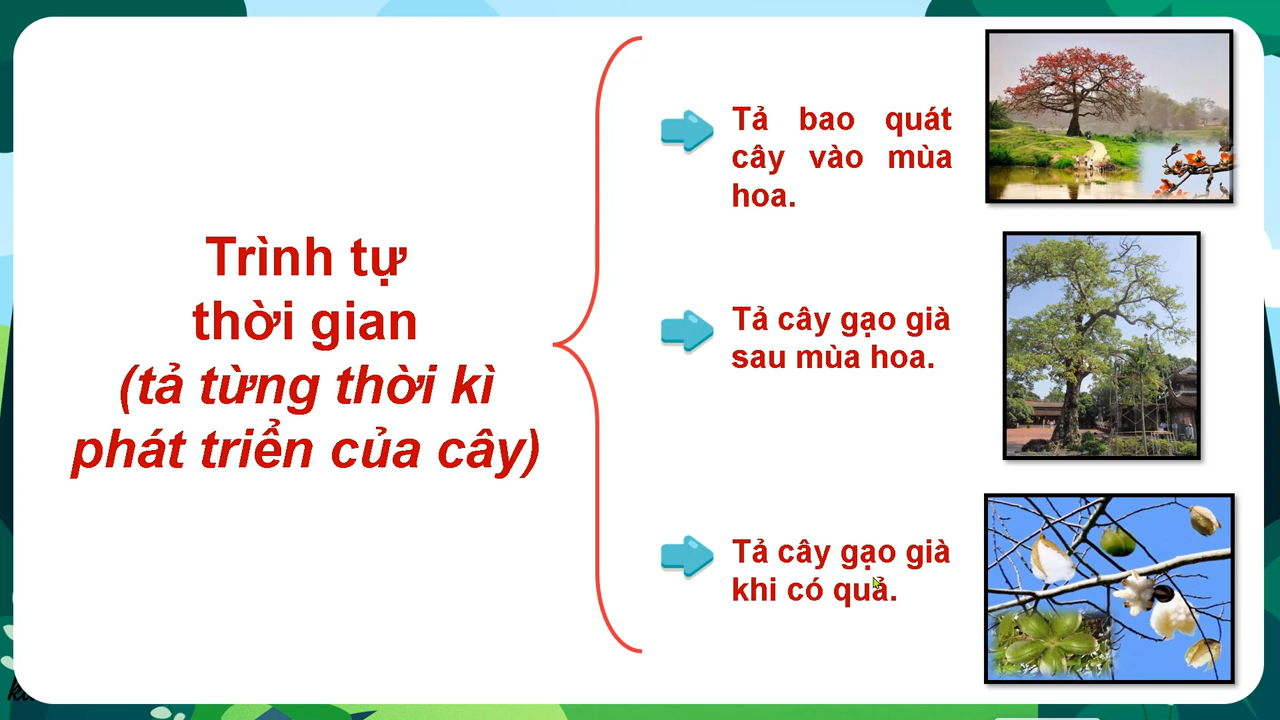 Trình tự
thời gian
(tả từng thời kì
phát triển của cây)
Tả bao quát
cây vào mùa
hoa.
Tả cây gạo già
sau mùa hoa.
Tả cây gạo già
khi có quả.